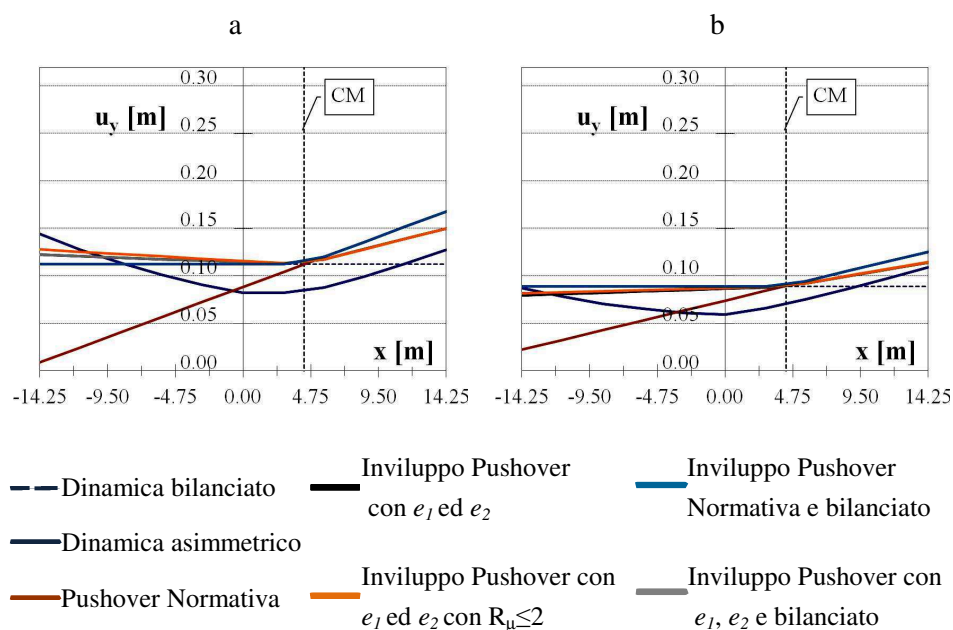 a
b
0.30
CM
u_y [m]
0.25
0.20
0.15
0.10
0.05
0.00
x [m]
-14.25 -9.50 -4.75 0.00 4.75 9.50 14.25
0.30
CM
u_y [m]
0.25
0.20
0.15
0.10
0.05
0.00
x [m]
-14.25 -9.50 -4.75 0.00 4.75 9.50 14.25
Dinamica bilanciato
Dinamica asimmetrico
Pushover Normativa
Inviluppo Pushover
con e₁ ed e₂
Inviluppo Pushover con
e₁ ed e₂ con Rμ≤2
Inviluppo Pushover
Normativa e bilanciato
Inviluppo Pushover con
e₁, e₂ e bilanciato